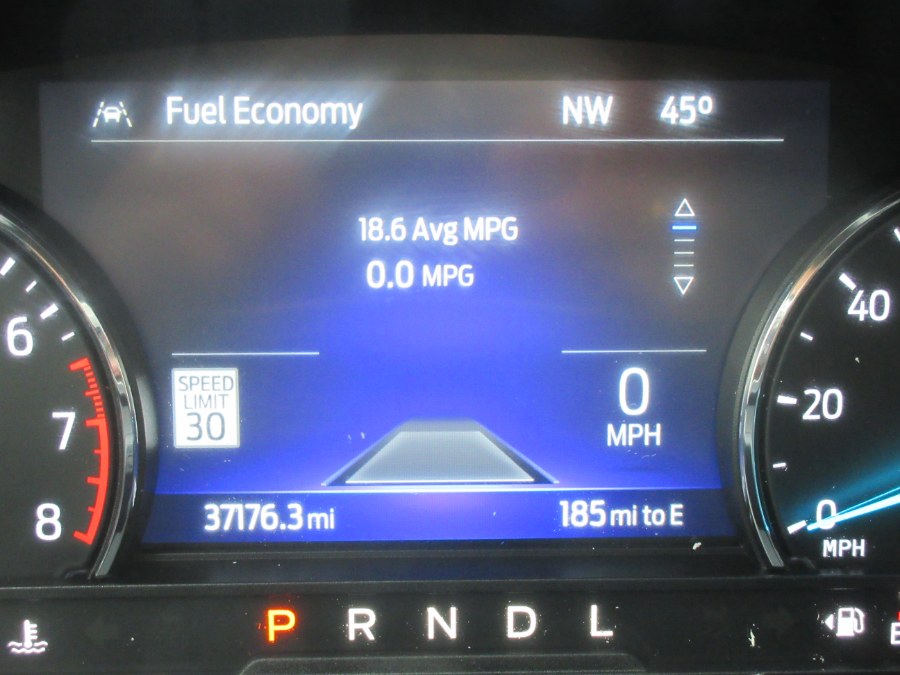 Fuel Economy NW 45°
18.6 Avg MPG
0.0 MPG
SPEED
LIMIT
30
0
MPH
37176.3 mi 185 mi to E
6
7
8
40
20
0
MPH
P R N D L
E